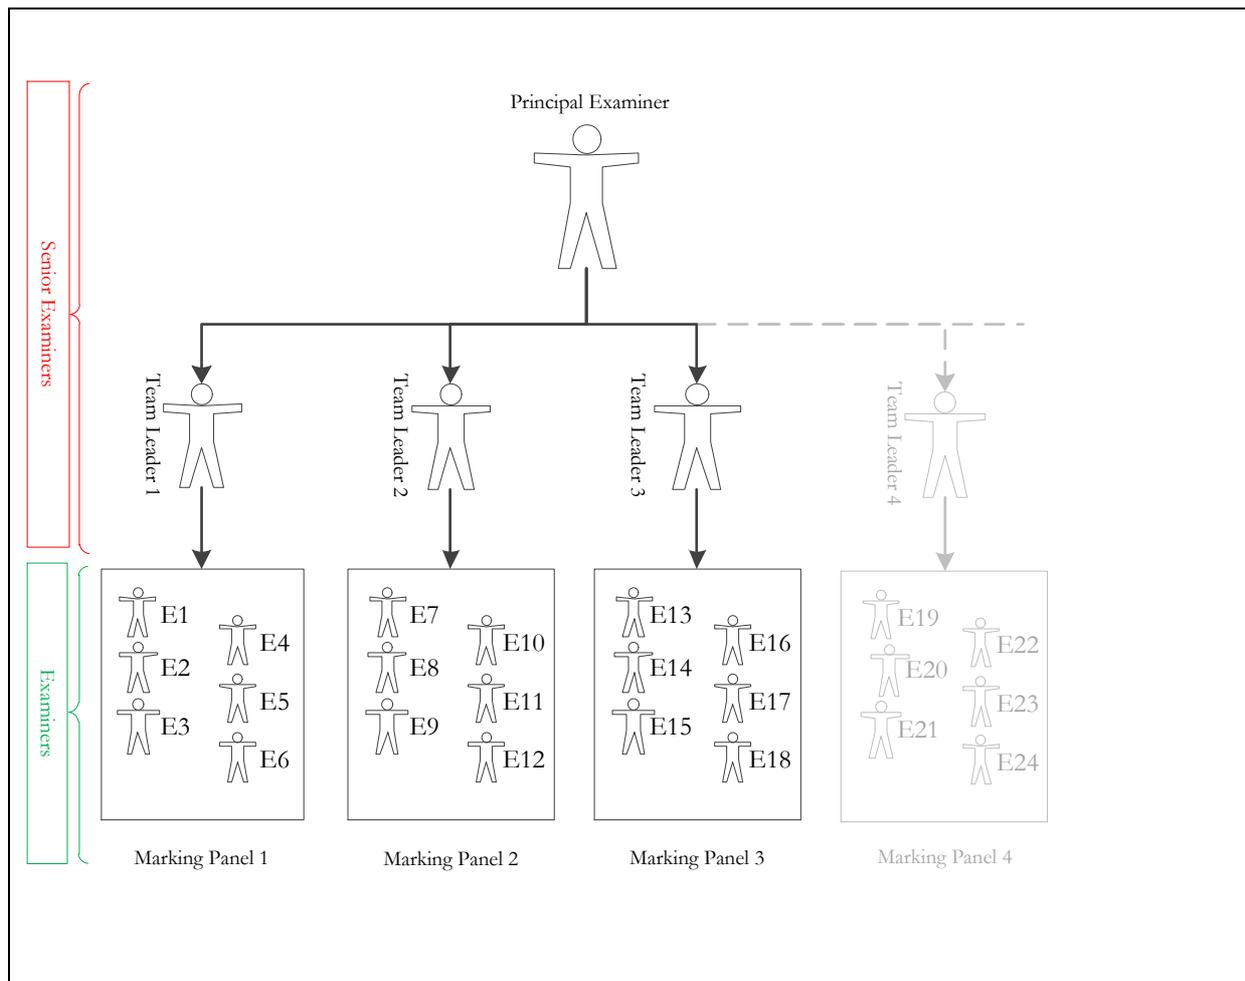 Principal Examiner
Senior Examiners
Team Leader 1
Team Leader 2
Team Leader 3
Team Leader 4
Examiners
E1
E4
E2
E5
E3
E6
E7
E10
E8
E11
E9
E12
E13
E16
E14
E17
E15
E18
E19
E22
E20
E23
E21
E24
Marking Panel 1
Marking Panel 2
Marking Panel 3
Marking Panel 4